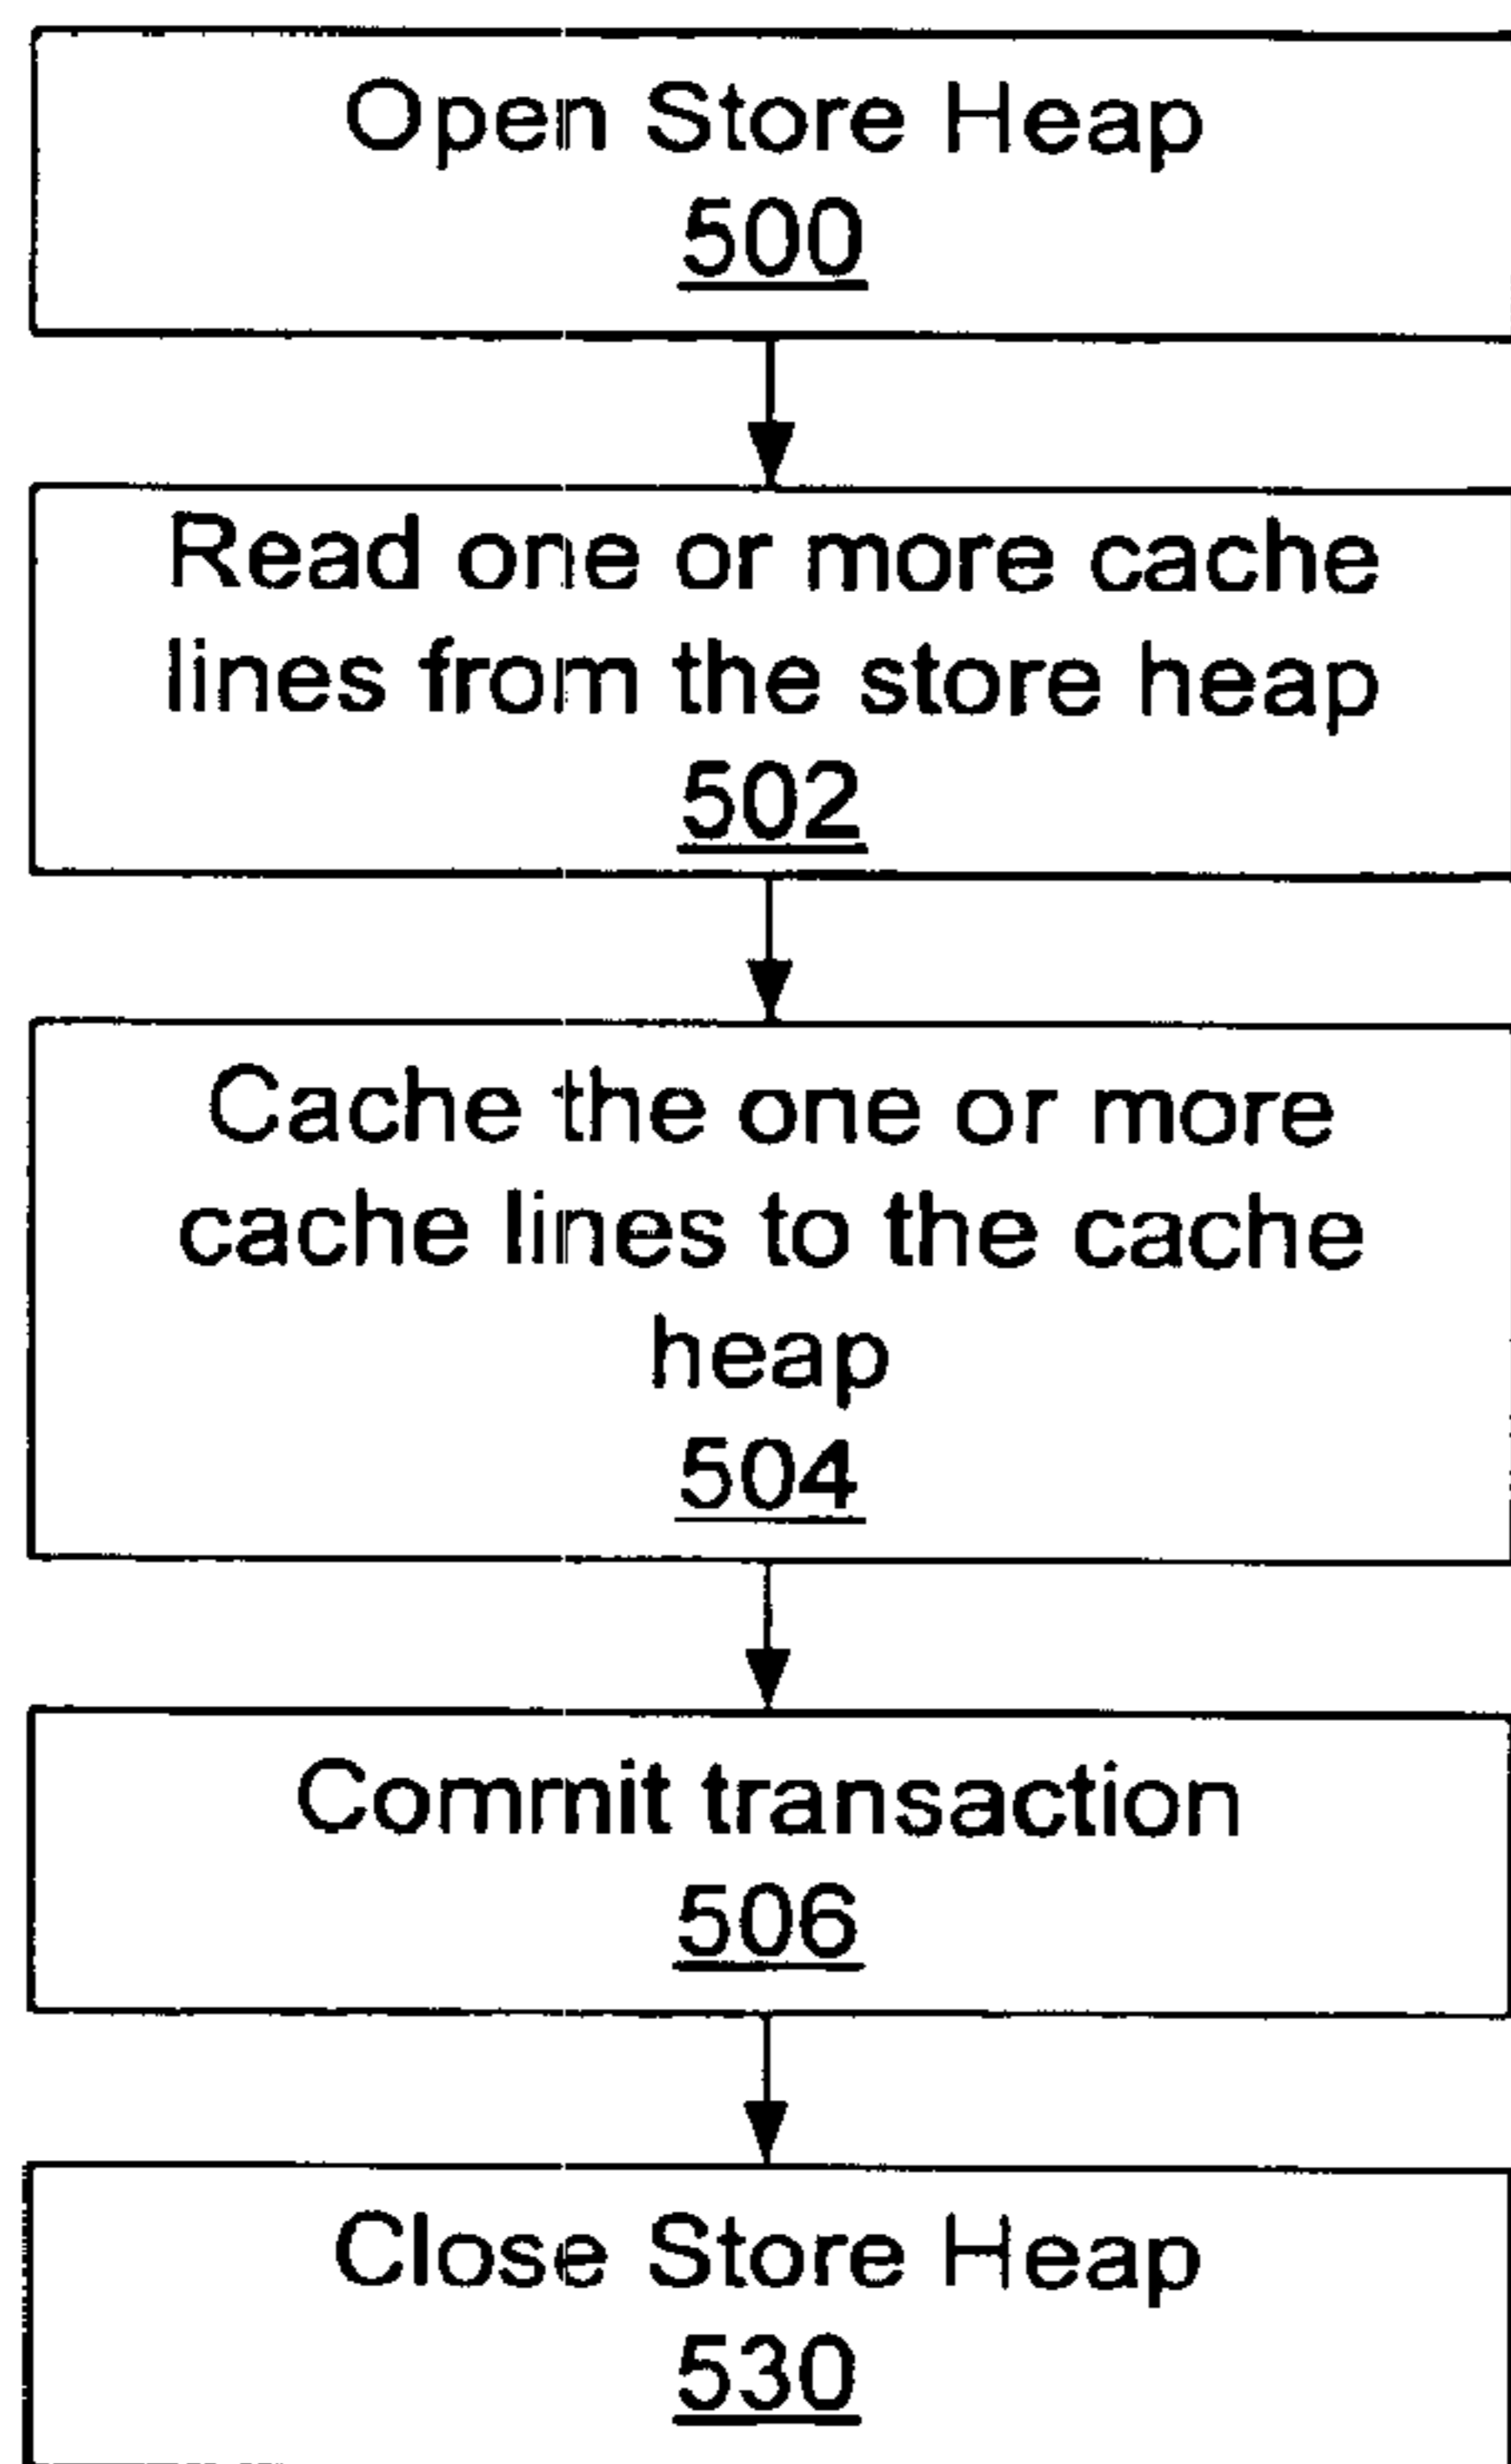 Open Store Heap
500
Read one or more cache
lines from the store heap
502
Cache the one or more
cache lines to the cache
heap
504
Commit transaction
506
Close Store Heap
530